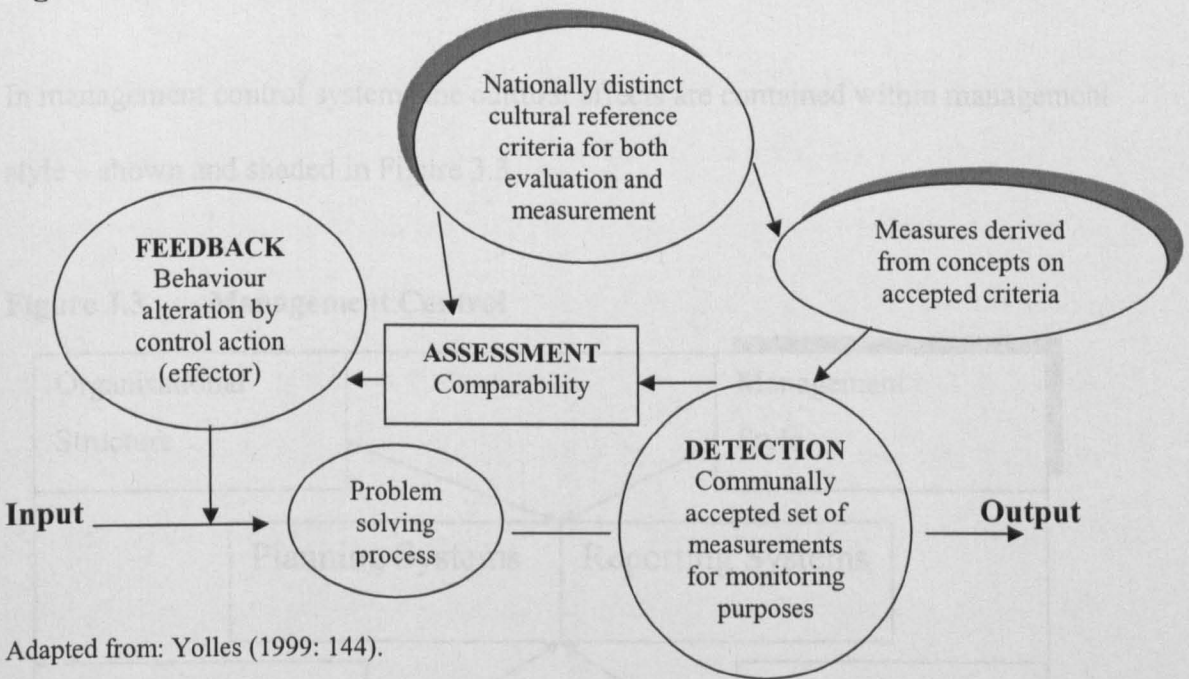 Nationally distinct
cultural reference
criteria for both
evaluation and
measurement
In management control system the cultural effects are contained within management
style – shown and shaded in Figure 3.3
Measures derived
from concepts on
accepted criteria
FEEDBACK
Behaviour
alteration by
control action
(effector)
Figure 3.3 Management Control
ASSESSMENT
Comparability
Organisational
Structure
Management
DETECTION
Communally
accepted set of
measurements
for monitoring
purposes
Input
Problem
solving
process
Output
Planning Systems
Reporting Systems
Adapted from: Yolles (1999: 144).